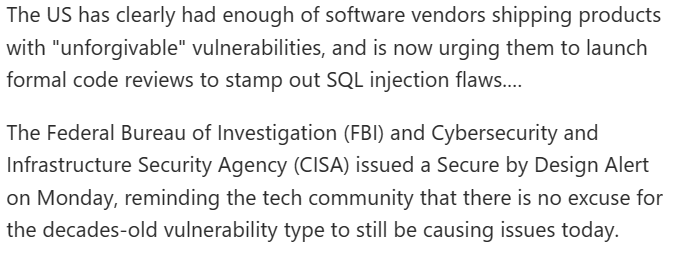 The US has clearly had enough of software vendors shipping products
with "unforgivable" vulnerabilities, and is now urging them to launch
formal code reviews to stamp out SQL injection flaws....
The Federal Bureau of Investigation (FBI) and Cybersecurity and
Infrastructure Security Agency (CISA) issued a Secure by Design Alert
on Monday, reminding the tech community that there is no excuse for
the decades-old vulnerability type to still be causing issues today.